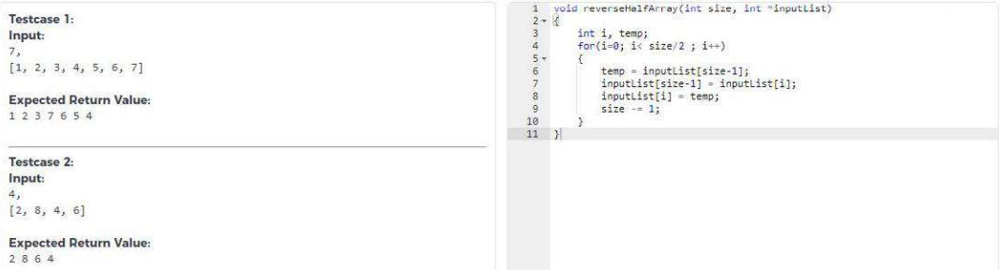 Testcase 1:
Input:
7,
[1, 2, 3, 4, 5, 6, 7]
Expected Return Value:
1 2 3 7 6 5 4
Testcase 2:
Input:
4,
[2, 8, 4, 6]
Expected Return Value:
2 8 6 4
1 void reverseHalfArray(int size, int *inputList)
2 {
3 int i, temp;
4 for(i=0; i< size/2 ; i++)
5 {
6 temp = inputList[size-1];
7 inputList[size-1] = inputList[i];
8 inputList[i] = temp;
9 size -= 1;
10 }
11 }